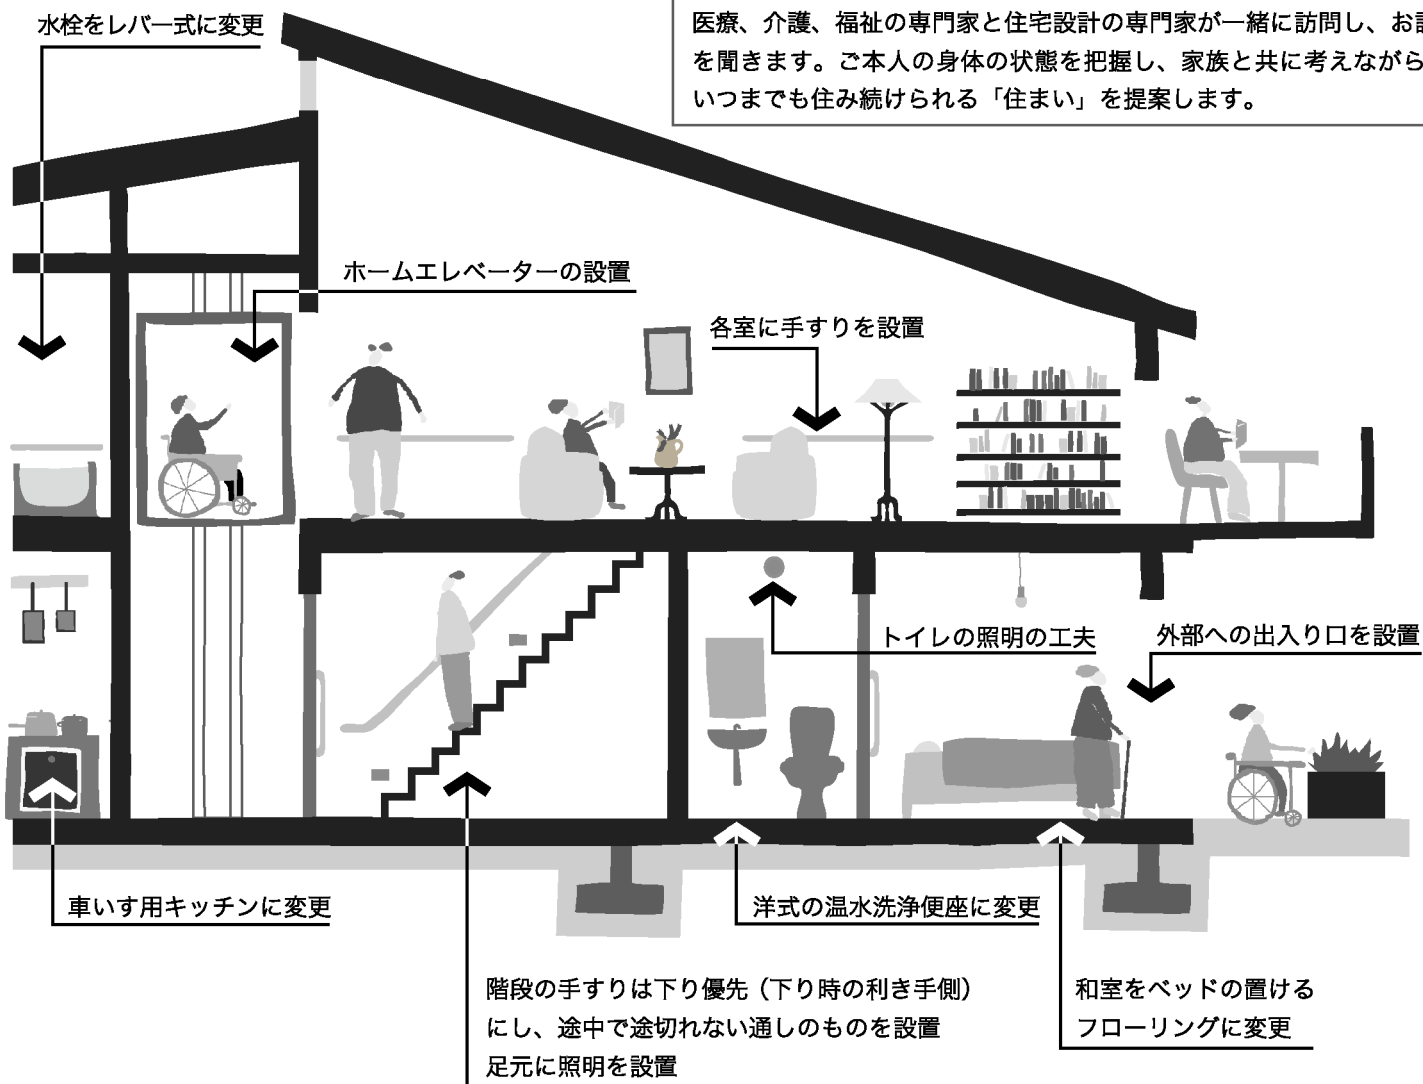 水栓をレバー式に変更
医療、介護、福祉の専門家と住宅設計の専門家が一緒に訪問し、お
を聞きます。ご本人の身体の状態を把握し、家族と共に考えながら
いつまでも住み続けられる「住まい」を提案します。
ホームエレベーターの設置
各室に手すりを設置
トイレの照明の工夫
外部への出入り口を設置
車いす用キッチンに変更
洋式の温水洗浄便座に変更
階段の手すりは下り優先（下り時の利き手側）
にし、途中で途切れない通しのものを設置
足元に照明を設置
和室をベッドの置ける
フローリングに変更